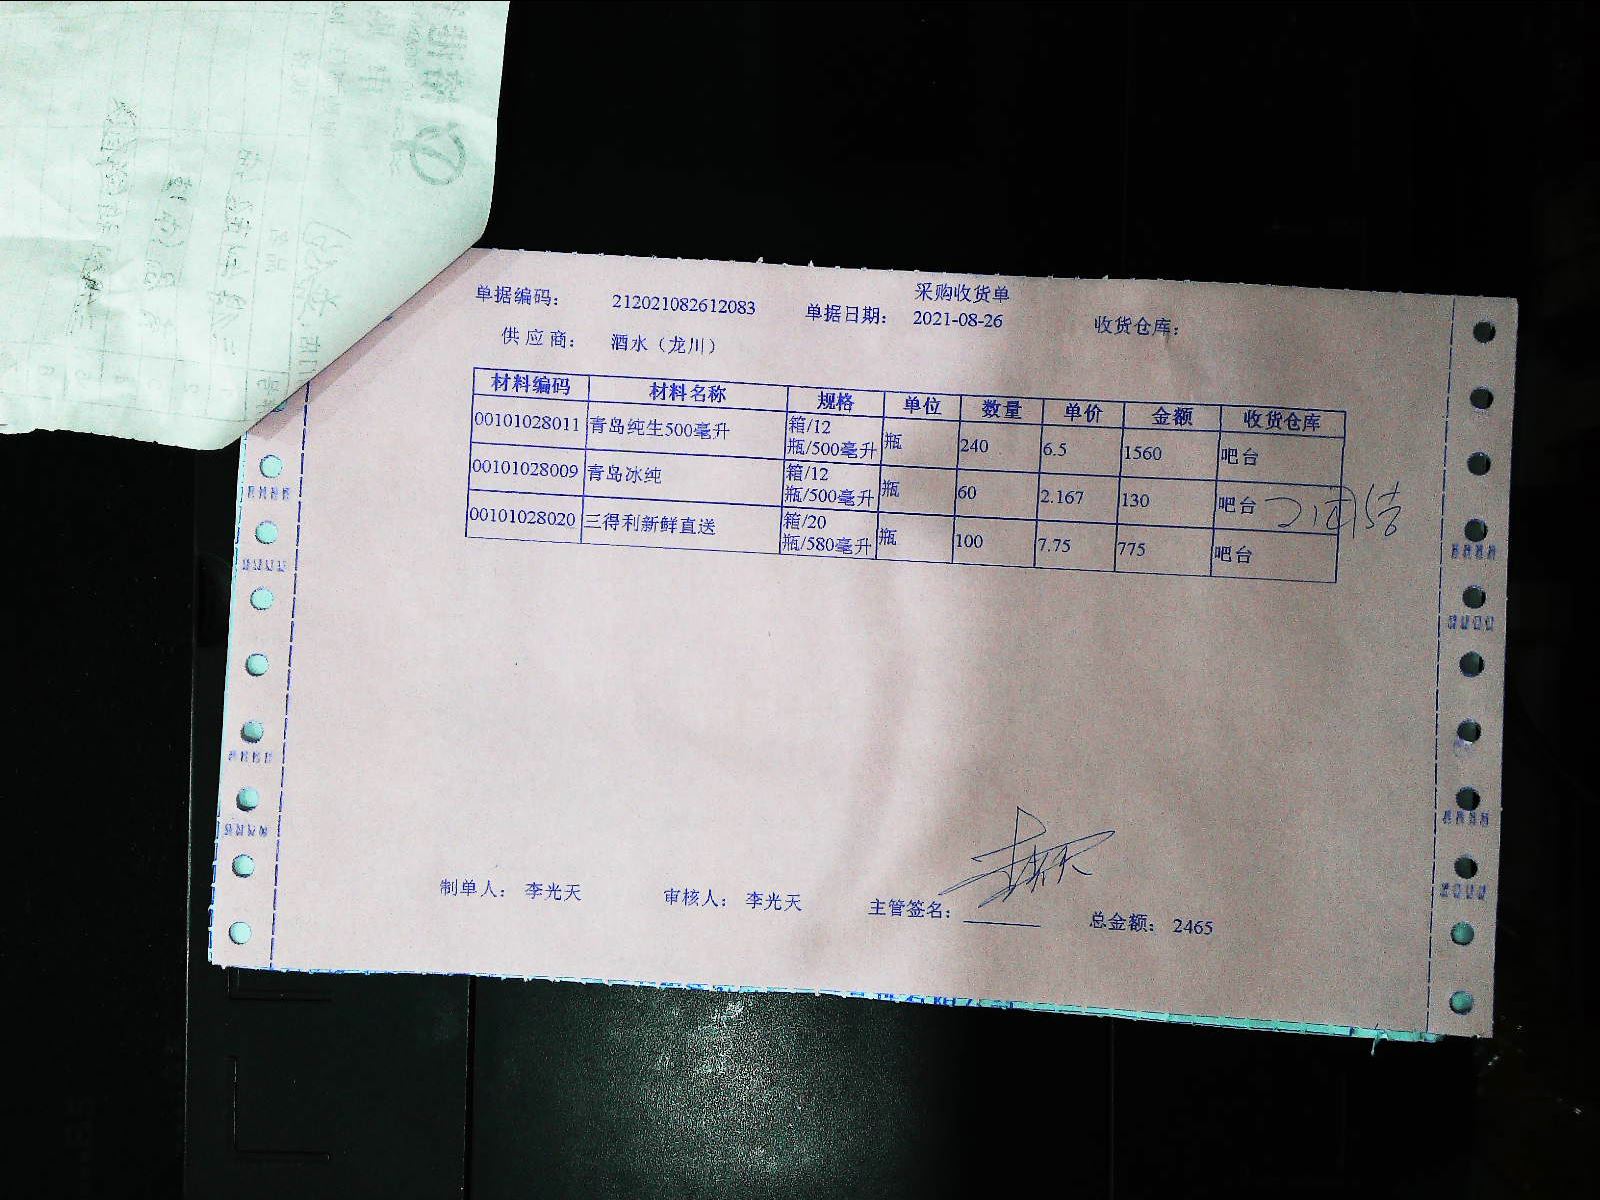 采购收货单
单据编码： 212021082612083 单据日期： 2021-08-26 收货仓库：
供 应 商： 酒水（龙川）
材料编码 材料名称 规格 单位 数量 单价 金额 收货仓库
00101028011 青岛纯生500毫升 箱/12瓶/500毫升 瓶 240 6.5 1560 吧台
00101028009 青岛冰纯 箱/12瓶/500毫升 瓶 60 2.167 130 吧台
00101028020 三得利新鲜直送 箱/20瓶/580毫升 瓶 100 7.75 775 吧台
制单人： 李光天 审核人： 李光天 主管签名： 总金额： 2465